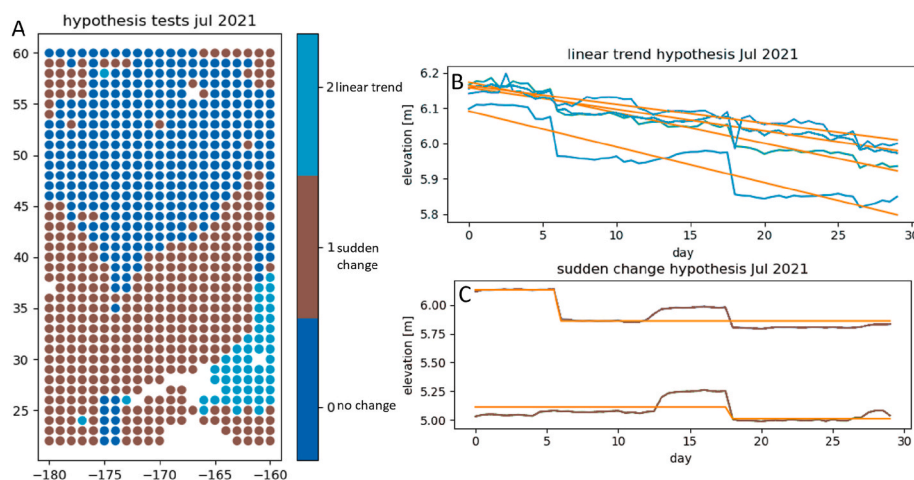 A
hypothesis tests jul 2021
60
55
50
45
40
35
30
25
−180
−175
−170
−165
−160
2 linear trend
1 sudden
change
0 no change
B
linear trend hypothesis Jul 2021
6.2
6.1
6.0
5.9
5.8
elevation [m]
0
5
10
15
20
25
30
day
C
sudden change hypothesis Jul 2021
6.00
5.75
5.50
5.25
5.00
elevation [m]
0
5
10
15
20
25
30
day